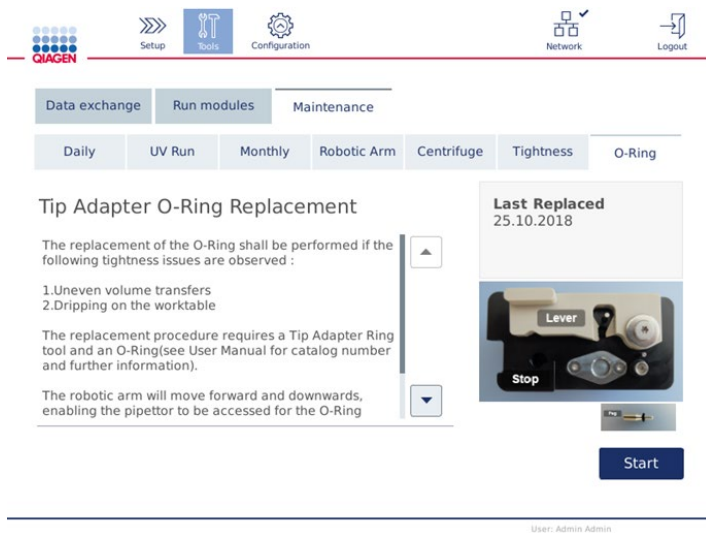 QIAGEN
Setup
Tools
Configuration
Network
Logout
Data exchange
Run modules
Maintenance
Daily
UV Run
Monthly
Robotic Arm
Centrifuge
Tightness
O-Ring
Tip Adapter O-Ring Replacement
The replacement of the O-Ring shall be performed if the
following tightness issues are observed :
1.Uneven volume transfers
2.Dripping on the worktable
The replacement procedure requires a Tip Adapter Ring
tool and an O-Ring(see User Manual for catalog number
and further information).
The robotic arm will move forward and downwards,
enabling the pipettor to be accessed for the O-Ring
Last Replaced
25.10.2018
Lever
Stop
Peg
Start
User: Admin Admin